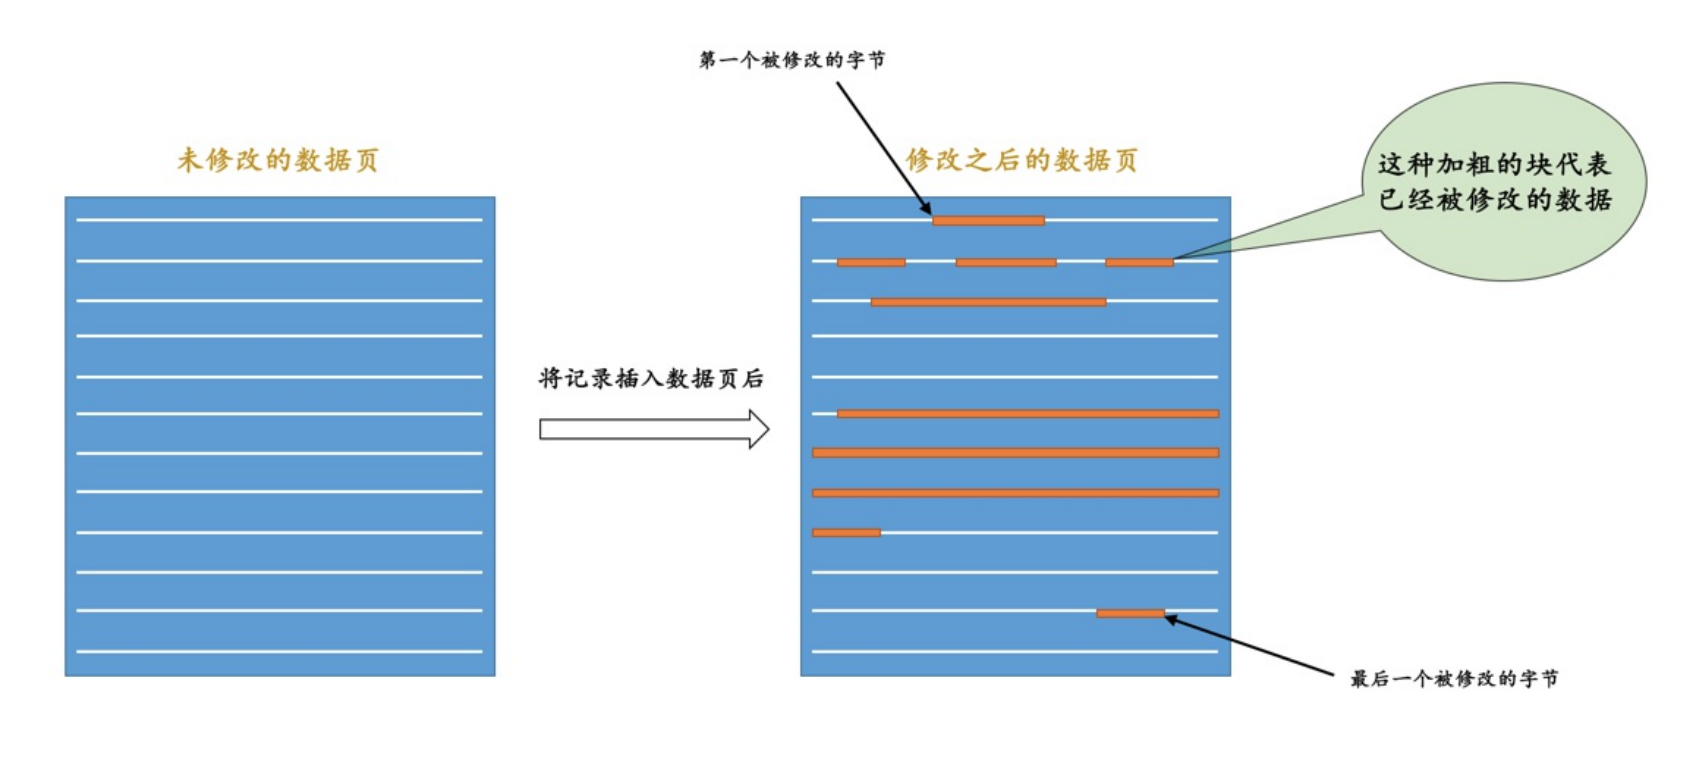 第一个被修改的字节
未修改的数据页
修改之后的数据页
这种加粗的块代表
已经被修改的数据
将记录插入数据页后
最后一个被修改的字节